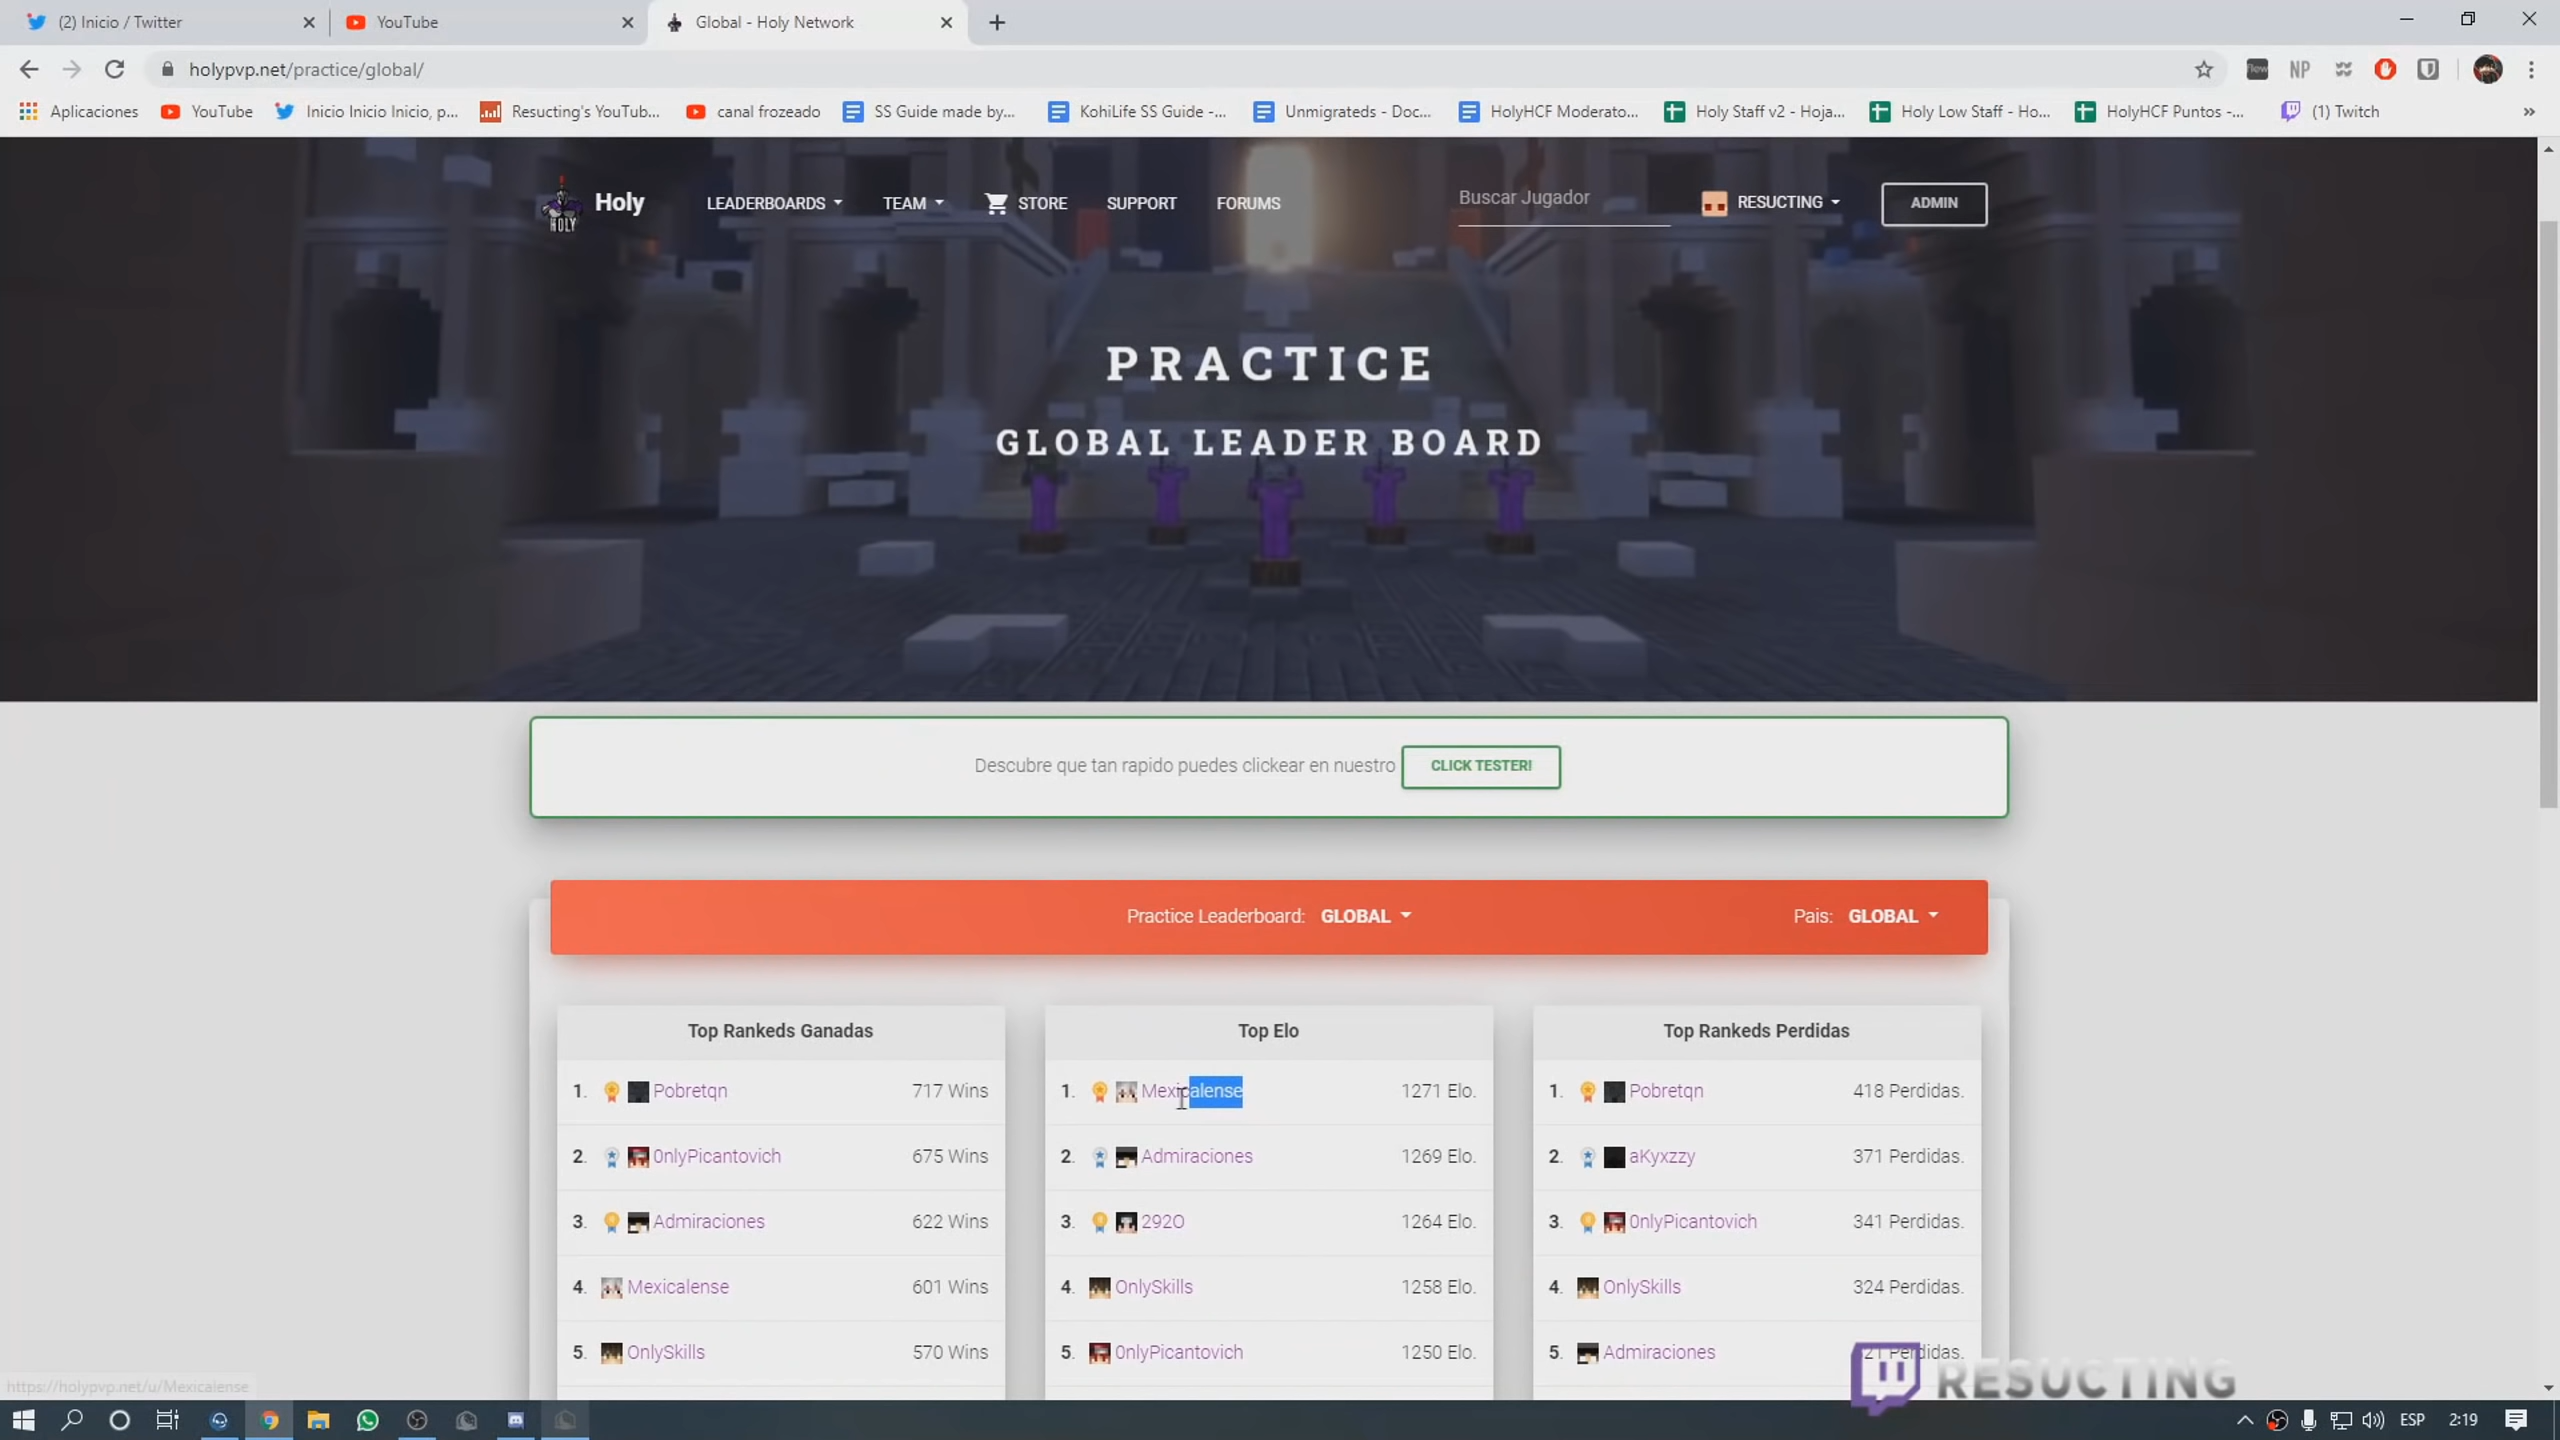 (2) Inicio / Twitter
YouTube
Global - Holy Network
holypvp.net/practice/global/
NP
Aplicaciones
YouTube
Inicio Inicio Inicio, p...
Resucting's YouTub...
canal frozeado
SS Guide made by...
KohiLife SS Guide -...
Unmigrateds - Doc...
HolyHCF Moderato...
Holy Staff v2 - Hoja...
Holy Low Staff - Ho...
HolyHCF Puntos -...
(1) Twitch
HOLY
Holy
LEADERBOARDS
TEAM
STORE
SUPPORT
FORUMS
Buscar Jugador
RESUCTING
ADMIN
PRACTICE
GLOBAL LEADER BOARD
Descubre que tan rapido puedes clickear en nuestro CLICK TESTER!
Practice Leaderboard: GLOBAL
Pais: GLOBAL
Top Rankeds Ganadas
1. Pobretqn 717 Wins
2. 0nlyPicantovich 675 Wins
3. Admiraciones 622 Wins
4. Mexicalense 601 Wins
5. OnlySkills 570 Wins
Top Elo
1. Mexicalense 1271 Elo.
2. Admiraciones 1269 Elo.
3. 292O 1264 Elo.
4. OnlySkills 1258 Elo.
5. 0nlyPicantovich 1250 Elo.
Top Rankeds Perdidas
1. Pobretqn 418 Perdidas.
2. aKyxzzy 371 Perdidas.
3. 0nlyPicantovich 341 Perdidas.
4. OnlySkills 324 Perdidas.
5. Admiraciones 21 Perdidas.
RESUCTING
https://holypvp.net/u/Mexicalense
ESP
2:19